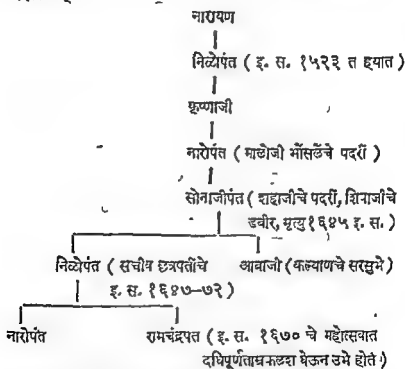 नारायण
निळोपंत ( इ. स. १५२३ त हयात )
कृष्णाजी
नारोपंत ( मालोजी भोंसलेंचे पदरीं )
सोनाजीपंत ( शहाजीचे पदरीं, शिवाजीचे
डबीर, मृत्यु १६४५ इ. स. )
निळोपंत ( सचीव छत्रपतींचे
इ. स. १६४७–७२ )
आबाजी (कल्याणचे सरसुभे )
नारोपंत
रामचंद्रपंत ( इ. स. १६७० चे महोत्सवात
दधिपूर्णताम्रकलश घेऊन उभे होते )